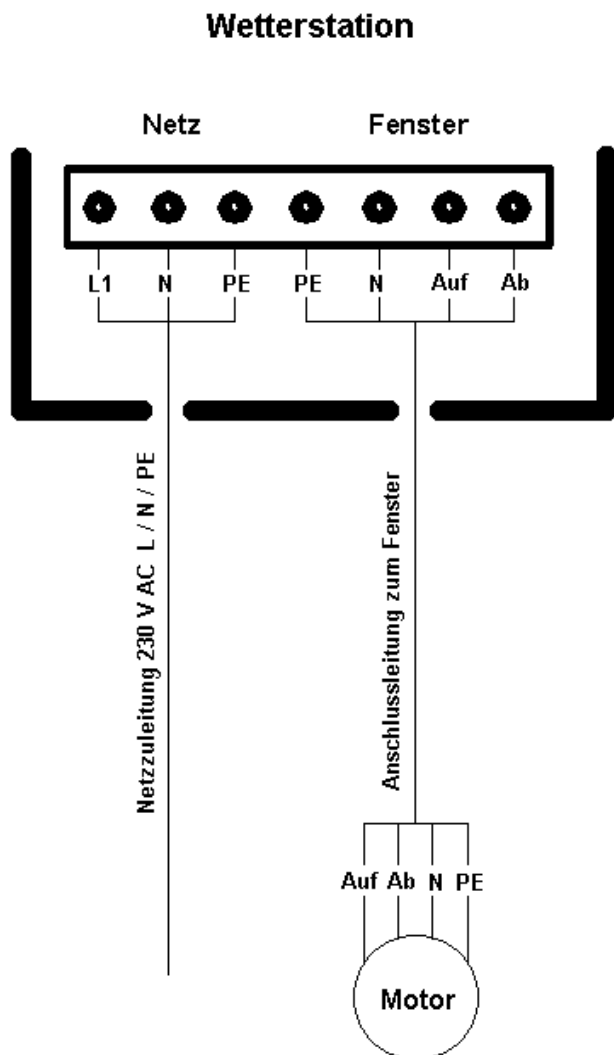 Wetterstation
Netz Fenster
L1 N PE PE N Auf Ab
Netzzuleitung 230 V AC L / N / PE
Anschlussleitung zum Fenster
Auf Ab N PE
Motor